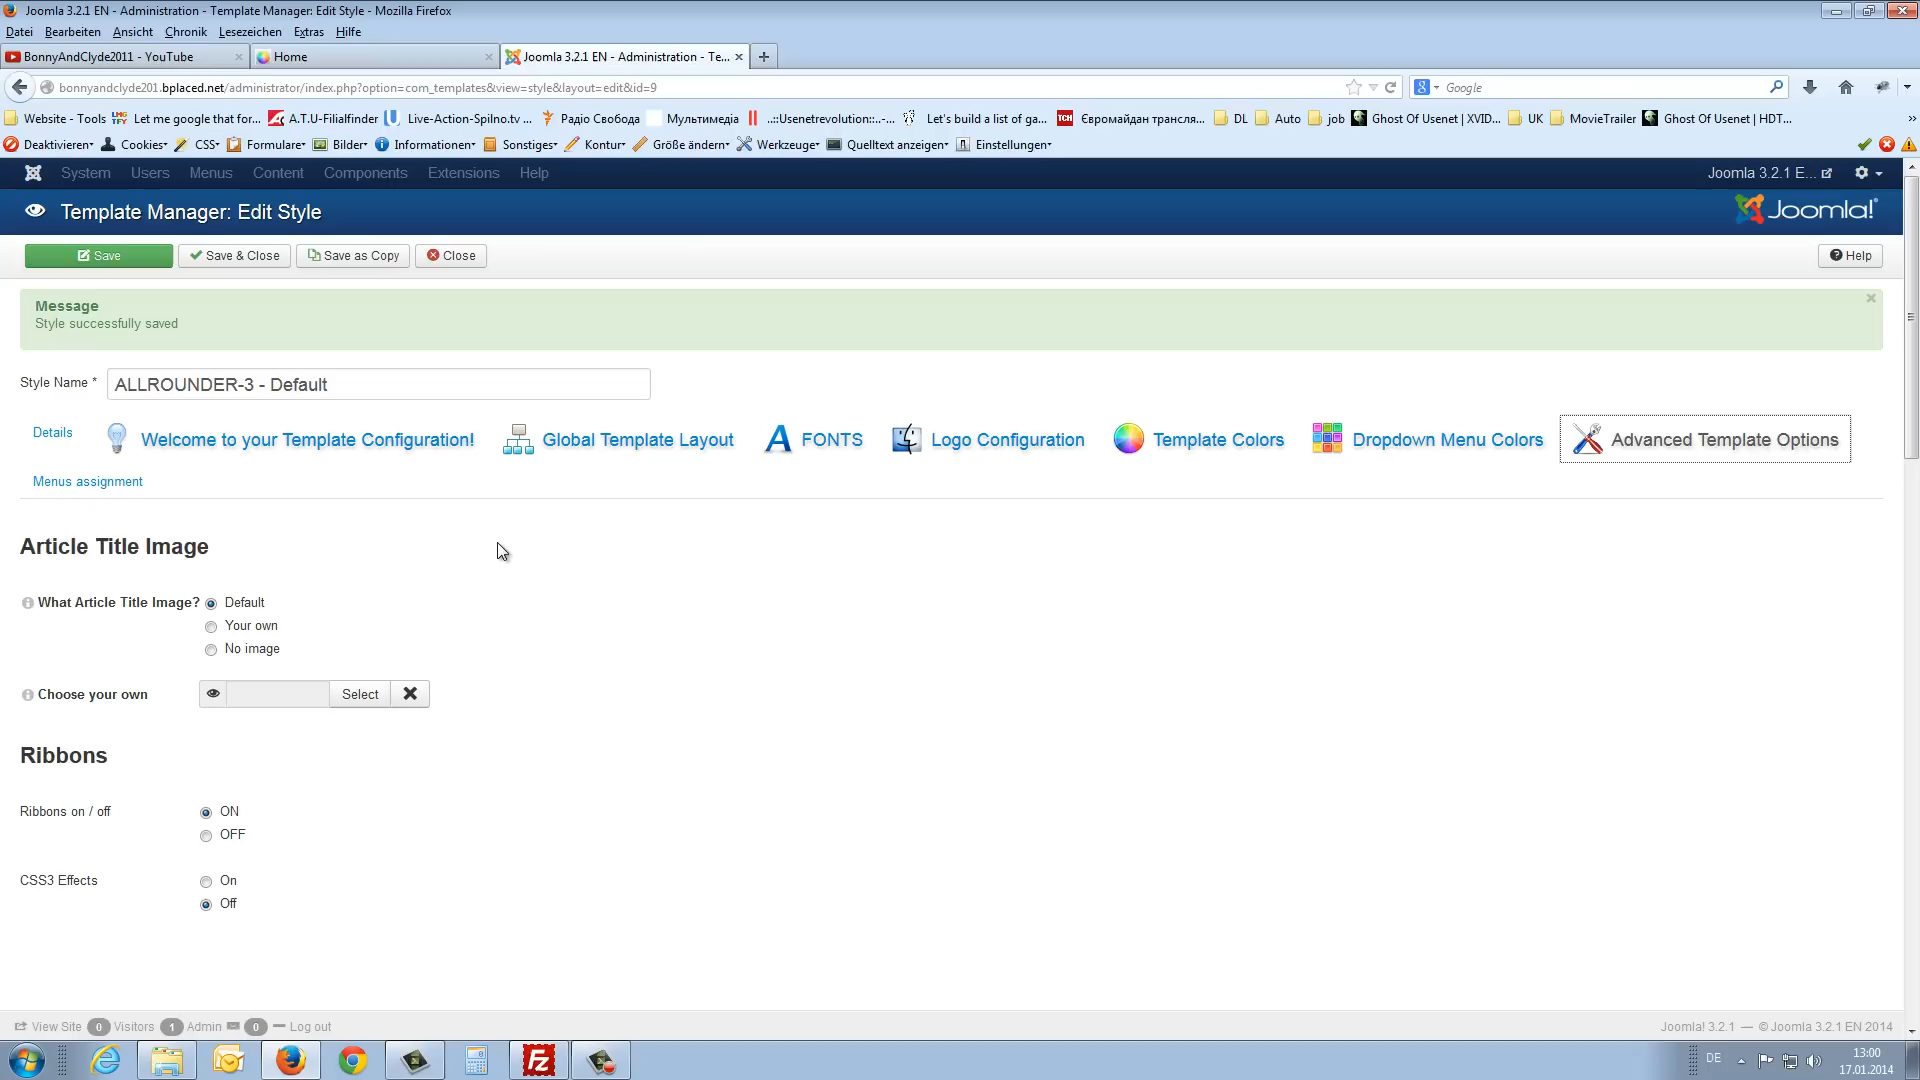 Joomla 3.2.1 EN - Administration - Template Manager: Edit Style - Mozilla Firefox
Datei Bearbeiten Ansicht Chronik Lesezeichen Extras Hilfe
BonnyAndClyde2011 - YouTube Home Joomla 3.2.1 EN - Administration - Te...
bonnyandclyde201.bplaced.net/administrator/index.php?option=com_templates&view=style&layout=edit&id=9 Google
Website - Tools Let me google that for... A.T.U-Filialfinder Live-Action-Spilno.tv ... Радіо Свобода Мультимедіа ..::Usenetrevolution::..-... Let's build a list of ga... Євромайдан трансля... DL Auto job Ghost Of Usenet | XVID... UK MovieTrailer Ghost Of Usenet | HDT...
Deaktivieren Cookies CSS Formulare Bilder Informationen Sonstiges Kontur Größe ändern Werkzeuge Quelltext anzeigen Einstellungen
System Users Menus Content Components Extensions Help Joomla 3.2.1 E...
Template Manager: Edit Style Joomla!
Save Save & Close Save as Copy Close Help
Message
Style successfully saved
Style Name * ALLROUNDER-3 - Default
Details Welcome to your Template Configuration! Global Template Layout FONTS Logo Configuration Template Colors Dropdown Menu Colors Advanced Template Options
Menus assignment
Article Title Image
What Article Title Image? Default
Your own
No image
Choose your own Select
Ribbons
Ribbons on / off ON
OFF
CSS3 Effects On
Off
View Site 0 Visitors 1 Admin 0 Log out Joomla! 3.2.1 — © Joomla 3.2.1 EN 2014
DE 13:00
17.01.2014